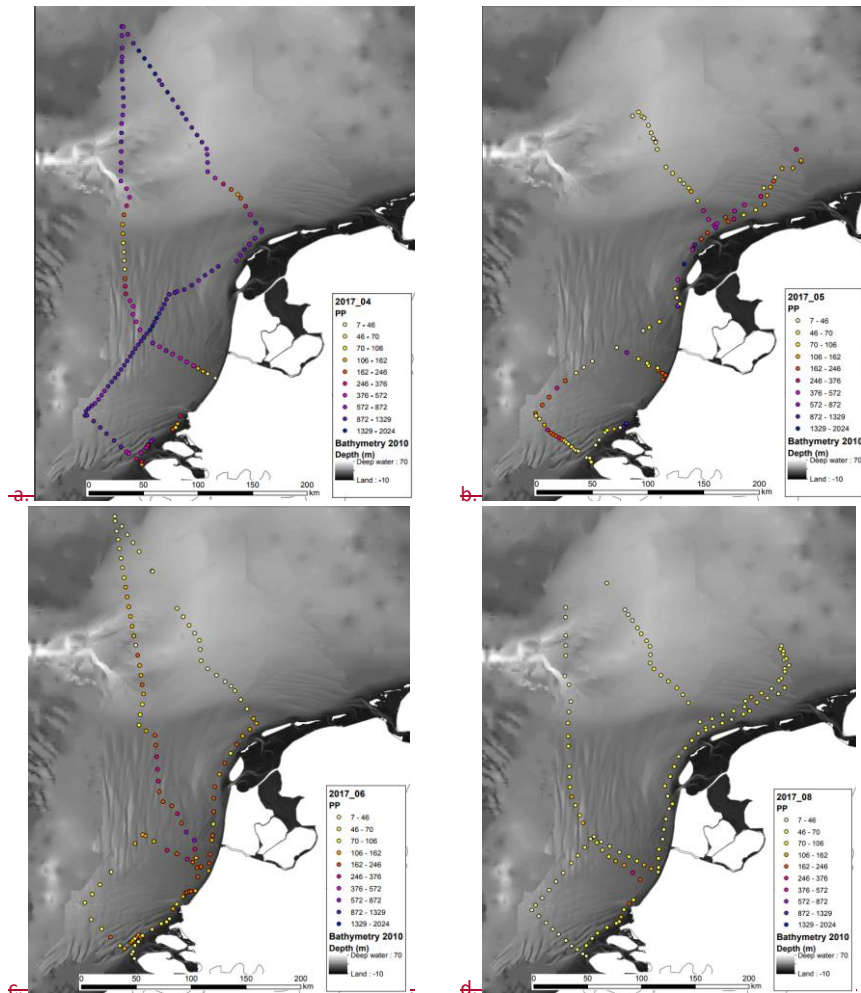 2017_04
PP
7 - 46
46 - 70
70 - 106
106 - 162
162 - 246
246 - 376
376 - 572
572 - 872
872 - 1329
1329 - 2024
Bathymetry 2010
Depth (m)
Deep water : 70
Land : -10
0 50 100 150 200
km
a.
2017_05
PP
7 - 46
46 - 70
70 - 106
106 - 162
162 - 246
246 - 376
376 - 572
572 - 872
872 - 1329
1329 - 2024
Bathymetry 2010
Depth (m)
Deep water : 70
Land : -10
0 50 100 150 200
km
b.
2017_06
PP
7 - 46
46 - 70
70 - 106
106 - 162
162 - 246
246 - 376
376 - 572
572 - 872
872 - 1329
1329 - 2024
Bathymetry 2010
Depth (m)
Deep water : 70
Land : -10
0 50 100 150 200
km
c.
2017_08
PP
7 - 46
46 - 70
70 - 106
106 - 162
162 - 246
246 - 376
376 - 572
572 - 872
872 - 1329
1329 - 2024
Bathymetry 2010
Depth (m)
Deep water : 70
Land : -10
0 50 100 150 200
km
d.